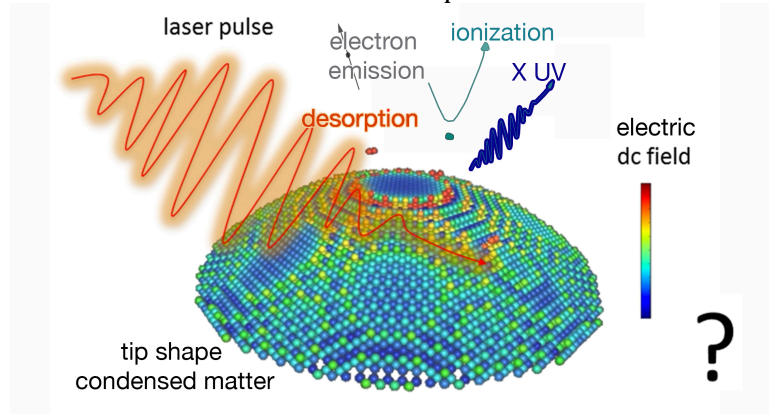 laser pulse
electron
emission
ionization
X UV
desorption
electric
dc field
tip shape
condensed matter
?